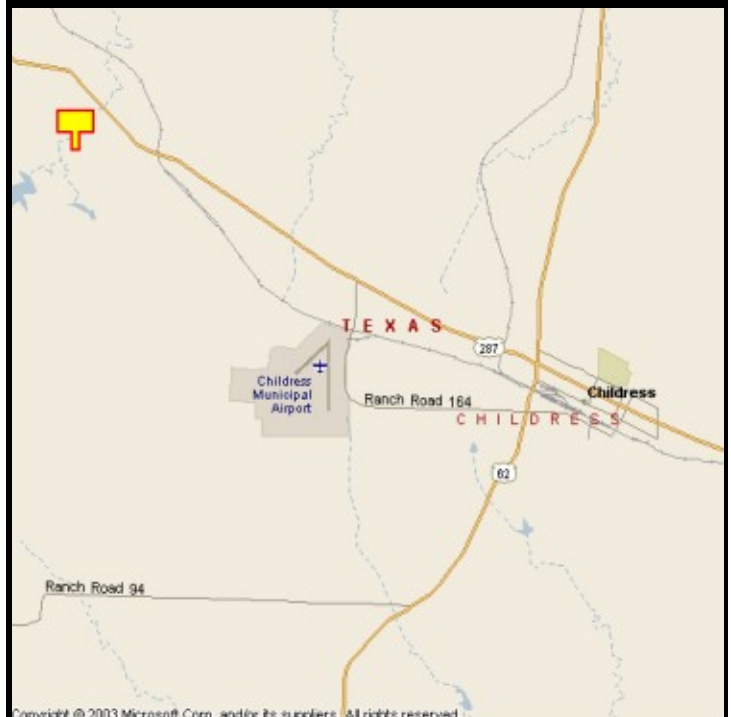 TEXAS
287
Childress
Municipal
Airport
Childress
Ranch Road 164
CHILDRESS
62
Ranch Road 94
Copyright © 2003 Microsoft Corp. and/or its suppliers. All rights reserved.